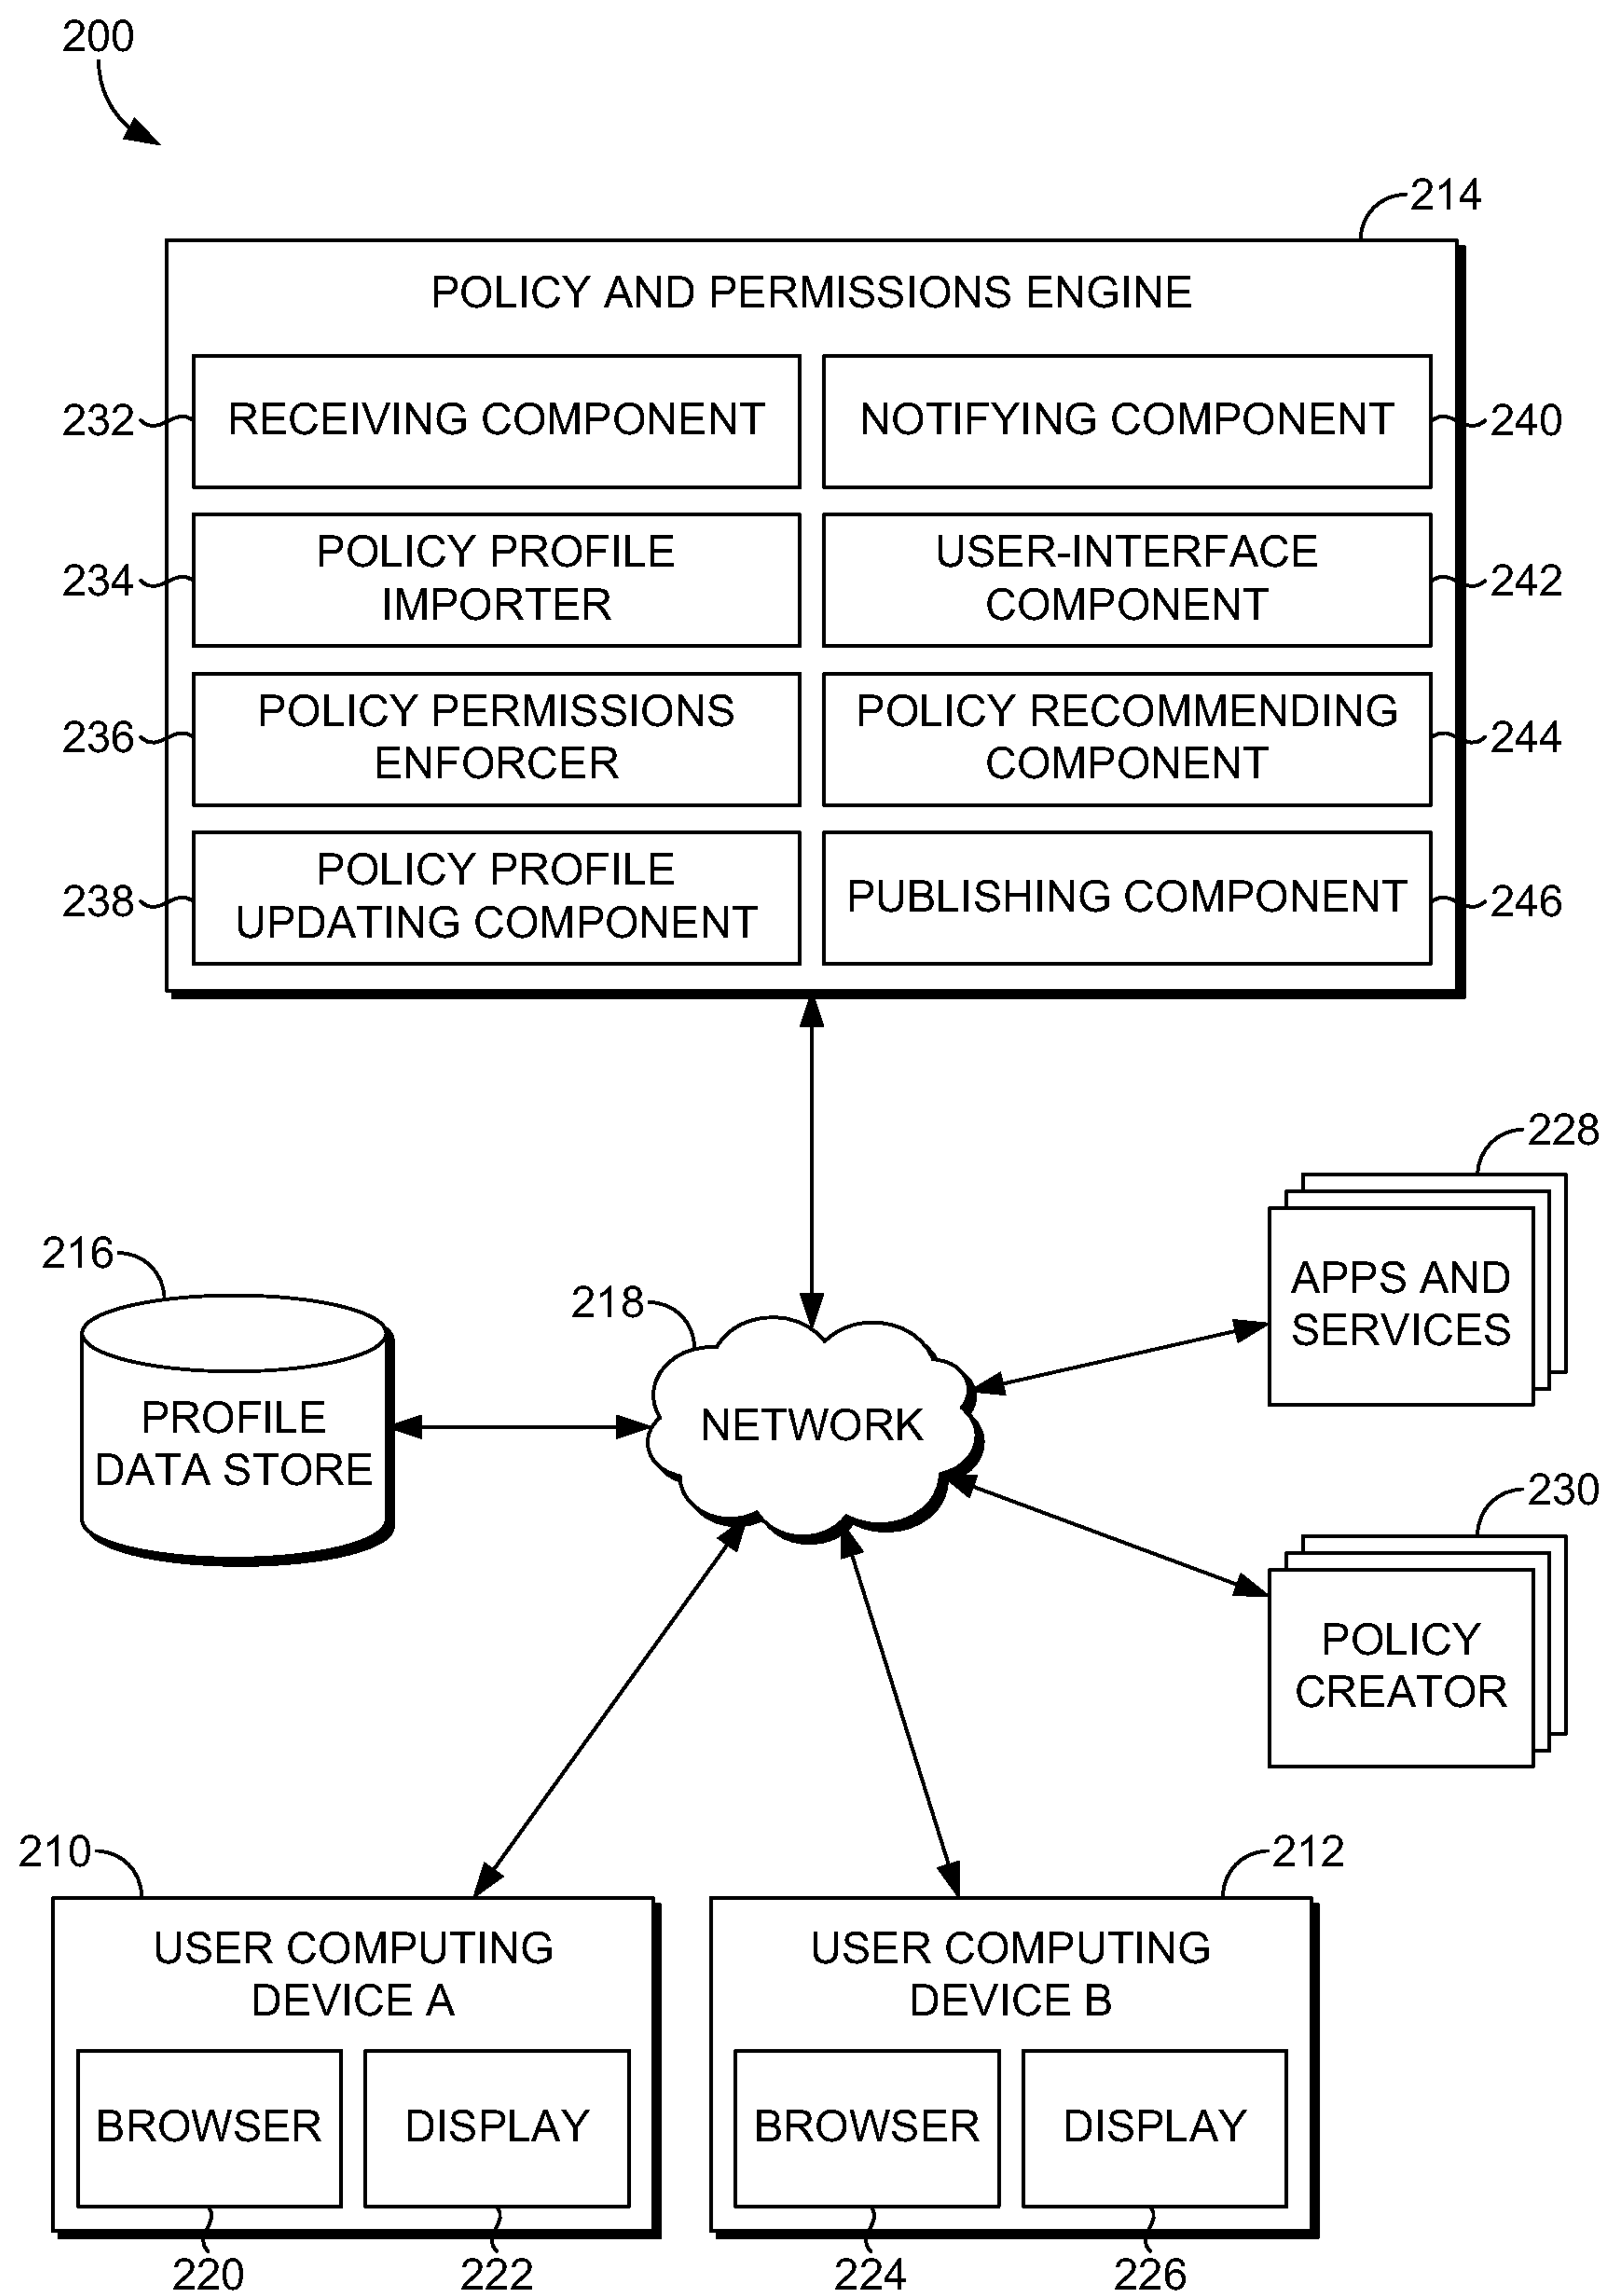 200
214
POLICY AND PERMISSIONS ENGINE
232
RECEIVING COMPONENT
NOTIFYING COMPONENT
240
234
POLICY PROFILE
IMPORTER
USER-INTERFACE
COMPONENT
242
236
POLICY PERMISSIONS
ENFORCER
POLICY RECOMMENDING
COMPONENT
244
238
POLICY PROFILE
UPDATING COMPONENT
PUBLISHING COMPONENT
246
228
APPS AND
SERVICES
216
PROFILE
DATA STORE
218
NETWORK
230
POLICY
CREATOR
210
USER COMPUTING
DEVICE A
BROWSER
DISPLAY
220
222
212
USER COMPUTING
DEVICE B
BROWSER
DISPLAY
224
226